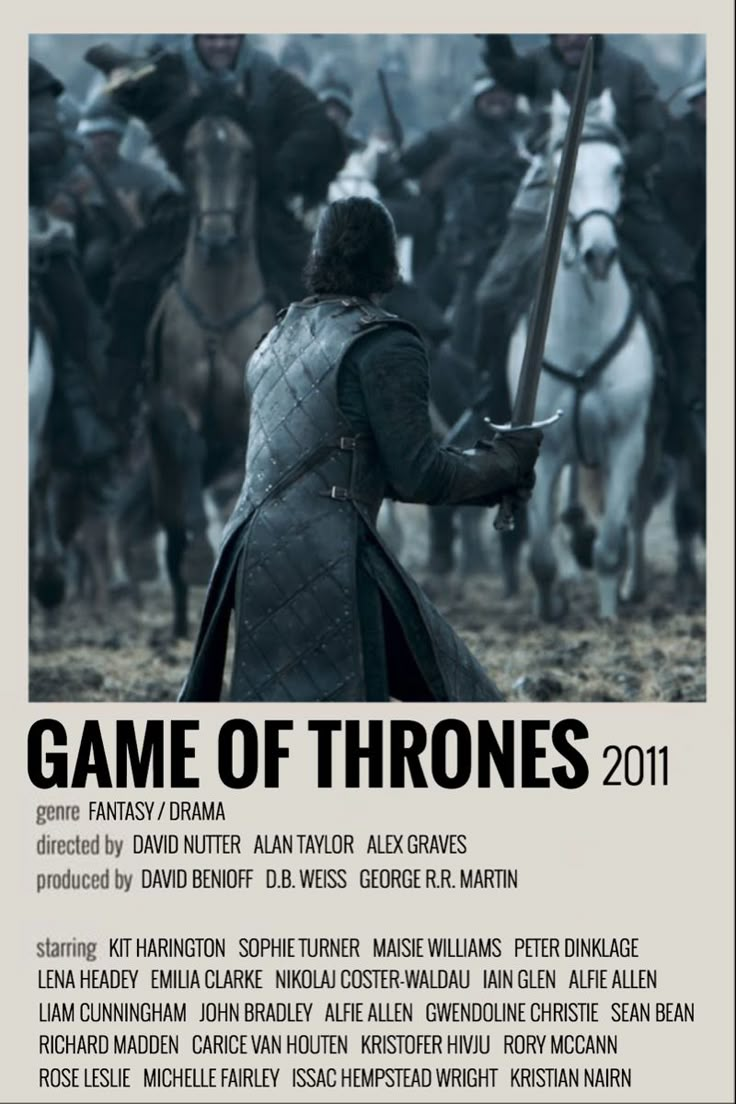 GAME OF THRONES 2011
genre FANTASY / DRAMA
directed by DAVID NUTTER ALAN TAYLOR ALEX GRAVES
produced by DAVID BENIOFF D.B. WEISS GEORGE R.R. MARTIN
starring KIT HARINGTON SOPHIE TURNER MAISIE WILLIAMS PETER DINKLAGE
LENA HEADEY EMILIA CLARKE NIKOLAJ COSTER-WALDAU IAIN GLEN ALFIE ALLEN
LIAM CUNNINGHAM JOHN BRADLEY ALFIE ALLEN GWENDOLINE CHRISTIE SEAN BEAN
RICHARD MADDEN CARICE VAN HOUTEN KRISTOFER HIVJU RORY MCCANN
ROSE LESLIE MICHELLE FAIRLEY ISSAC HEMPSTEAD WRIGHT KRISTIAN NAIRN